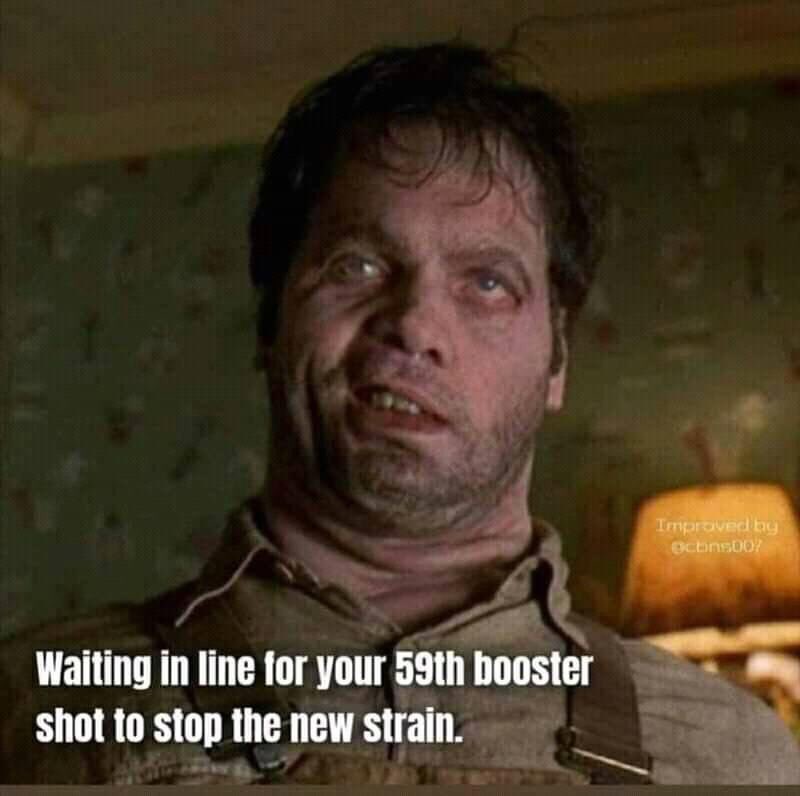 Improved by
@cbns007
Waiting in line for your 59th booster
shot to stop the new strain.